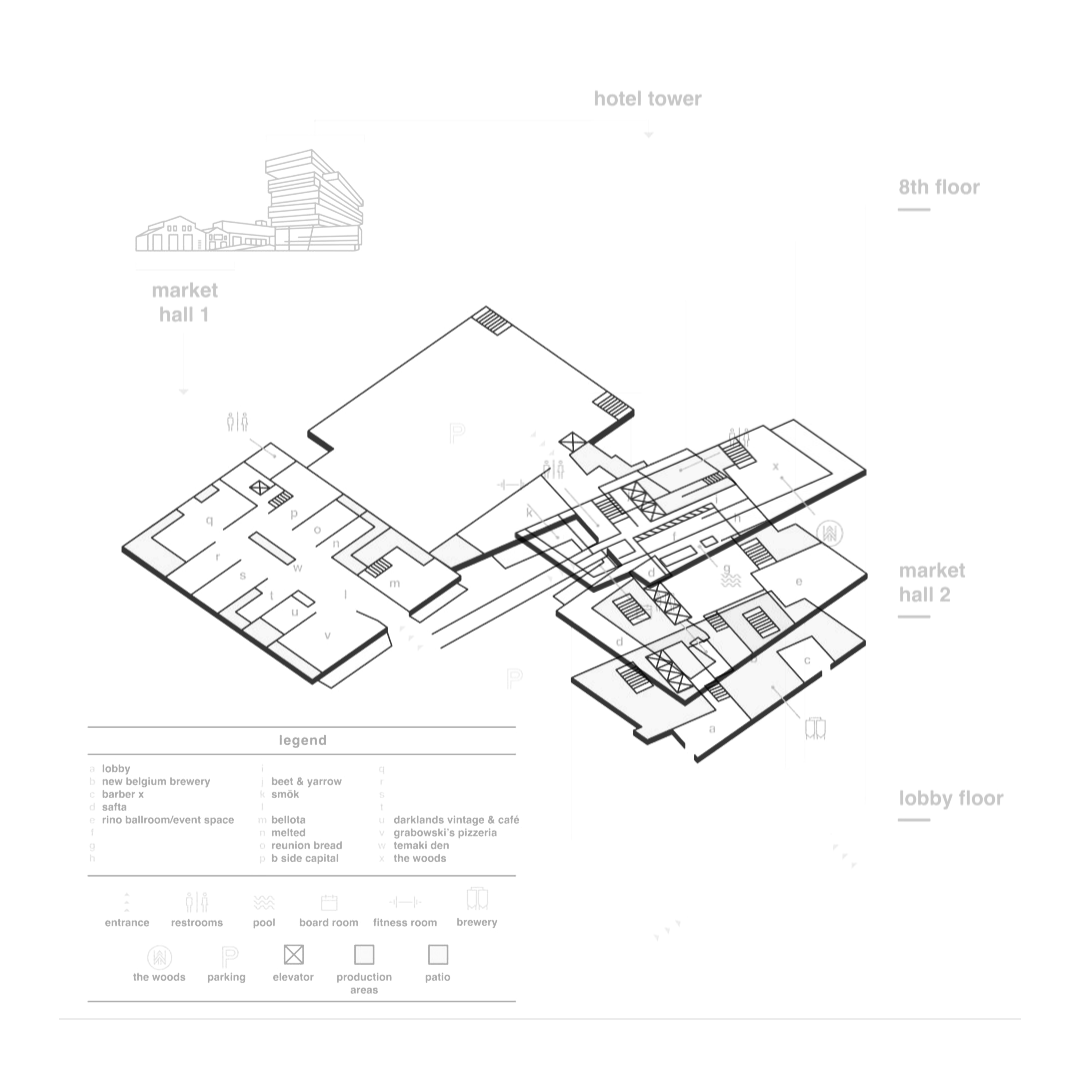 hotel tower
8th floor
market
hall 1
q
p
o
n
r
s
w
t
u
l
m
v
k
x
i
h
j
d
g
e
d
b
c
a
P
P
market
hall 2
lobby floor
legend
a lobby
b new belgium brewery
c barber x
d safta
e rino ballroom/event space
f
g
h
i
j beet & yarrow
k smök
l
m bellota
n melted
o reunion bread
p b side capital
q
r
s
t
u darklands vintage & café
v grabowski's pizzeria
w temaki den
x the woods
entrance restrooms pool board room fitness room brewery
P
the woods parking elevator production areas patio